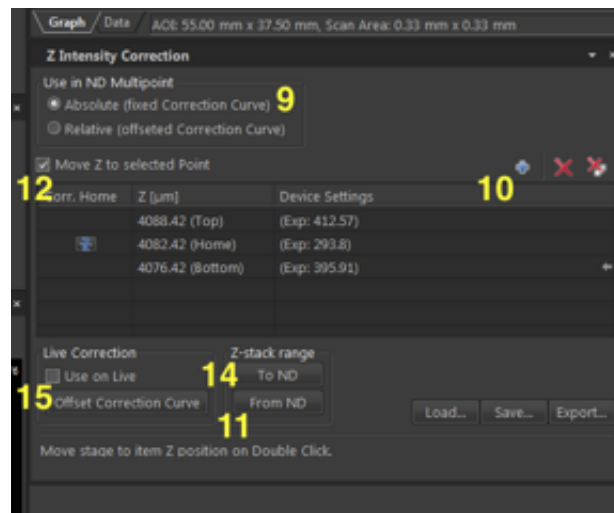 Graph Data AOI: 55.00 mm x 37.50 mm, Scan Area: 0.33 mm x 0.33 mm
Z Intensity Correction
Use in ND Multipoint
Absolute (fixed Correction Curve) 9
Relative (offseted Correction Curve)
Move Z to selected Point
12 Corr. Home Z [µm] Device Settings 10
4088.42 (Top) (Exp: 412.57)
4082.42 (Home) (Exp: 293.8)
4076.42 (Bottom) (Exp: 395.91)
Live Correction Z-stack range
Use on Live 14 To ND
15 Offset Correction Curve From ND
11 Load... Save... Export...
Move stage to item Z position on Double Click.